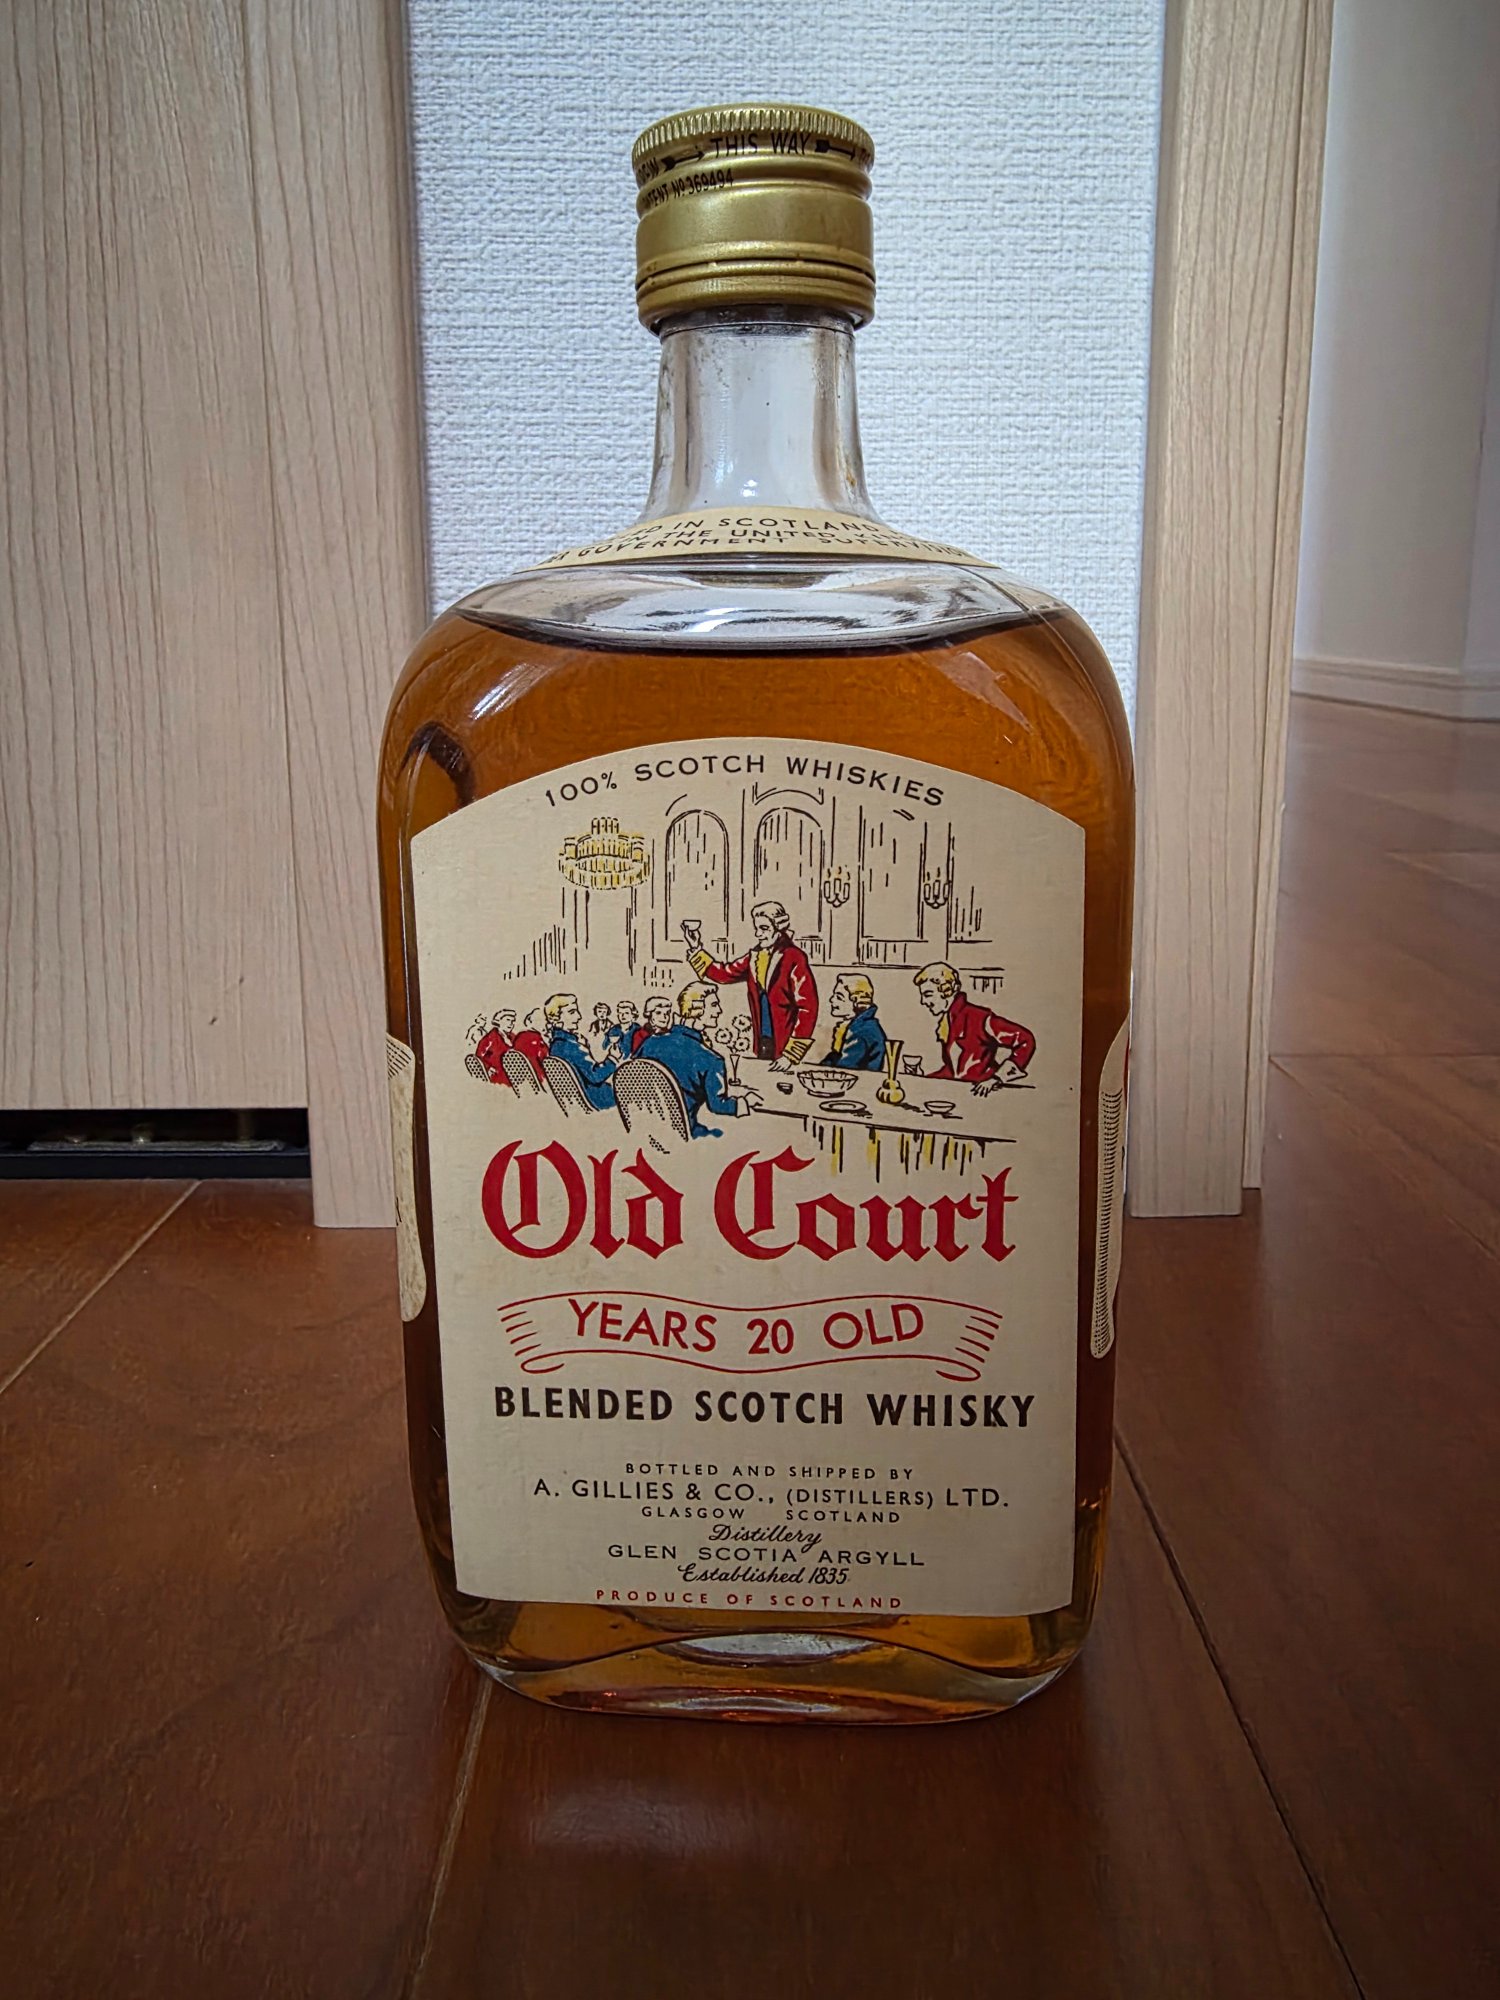 THIS WAY
PATENT Nº 369494
IN SCOTLAND
IN THE UNITED
GOVERNMENT SUPERVISION
100% SCOTCH WHISKIES
Old Court
YEARS 20 OLD
BLENDED SCOTCH WHISKY
BOTTLED AND SHIPPED BY
A. GILLIES & CO., (DISTILLERS) LTD.
GLASGOW SCOTLAND
Distillery
GLEN SCOTIA ARGYLL
Established 1835
PRODUCE OF SCOTLAND